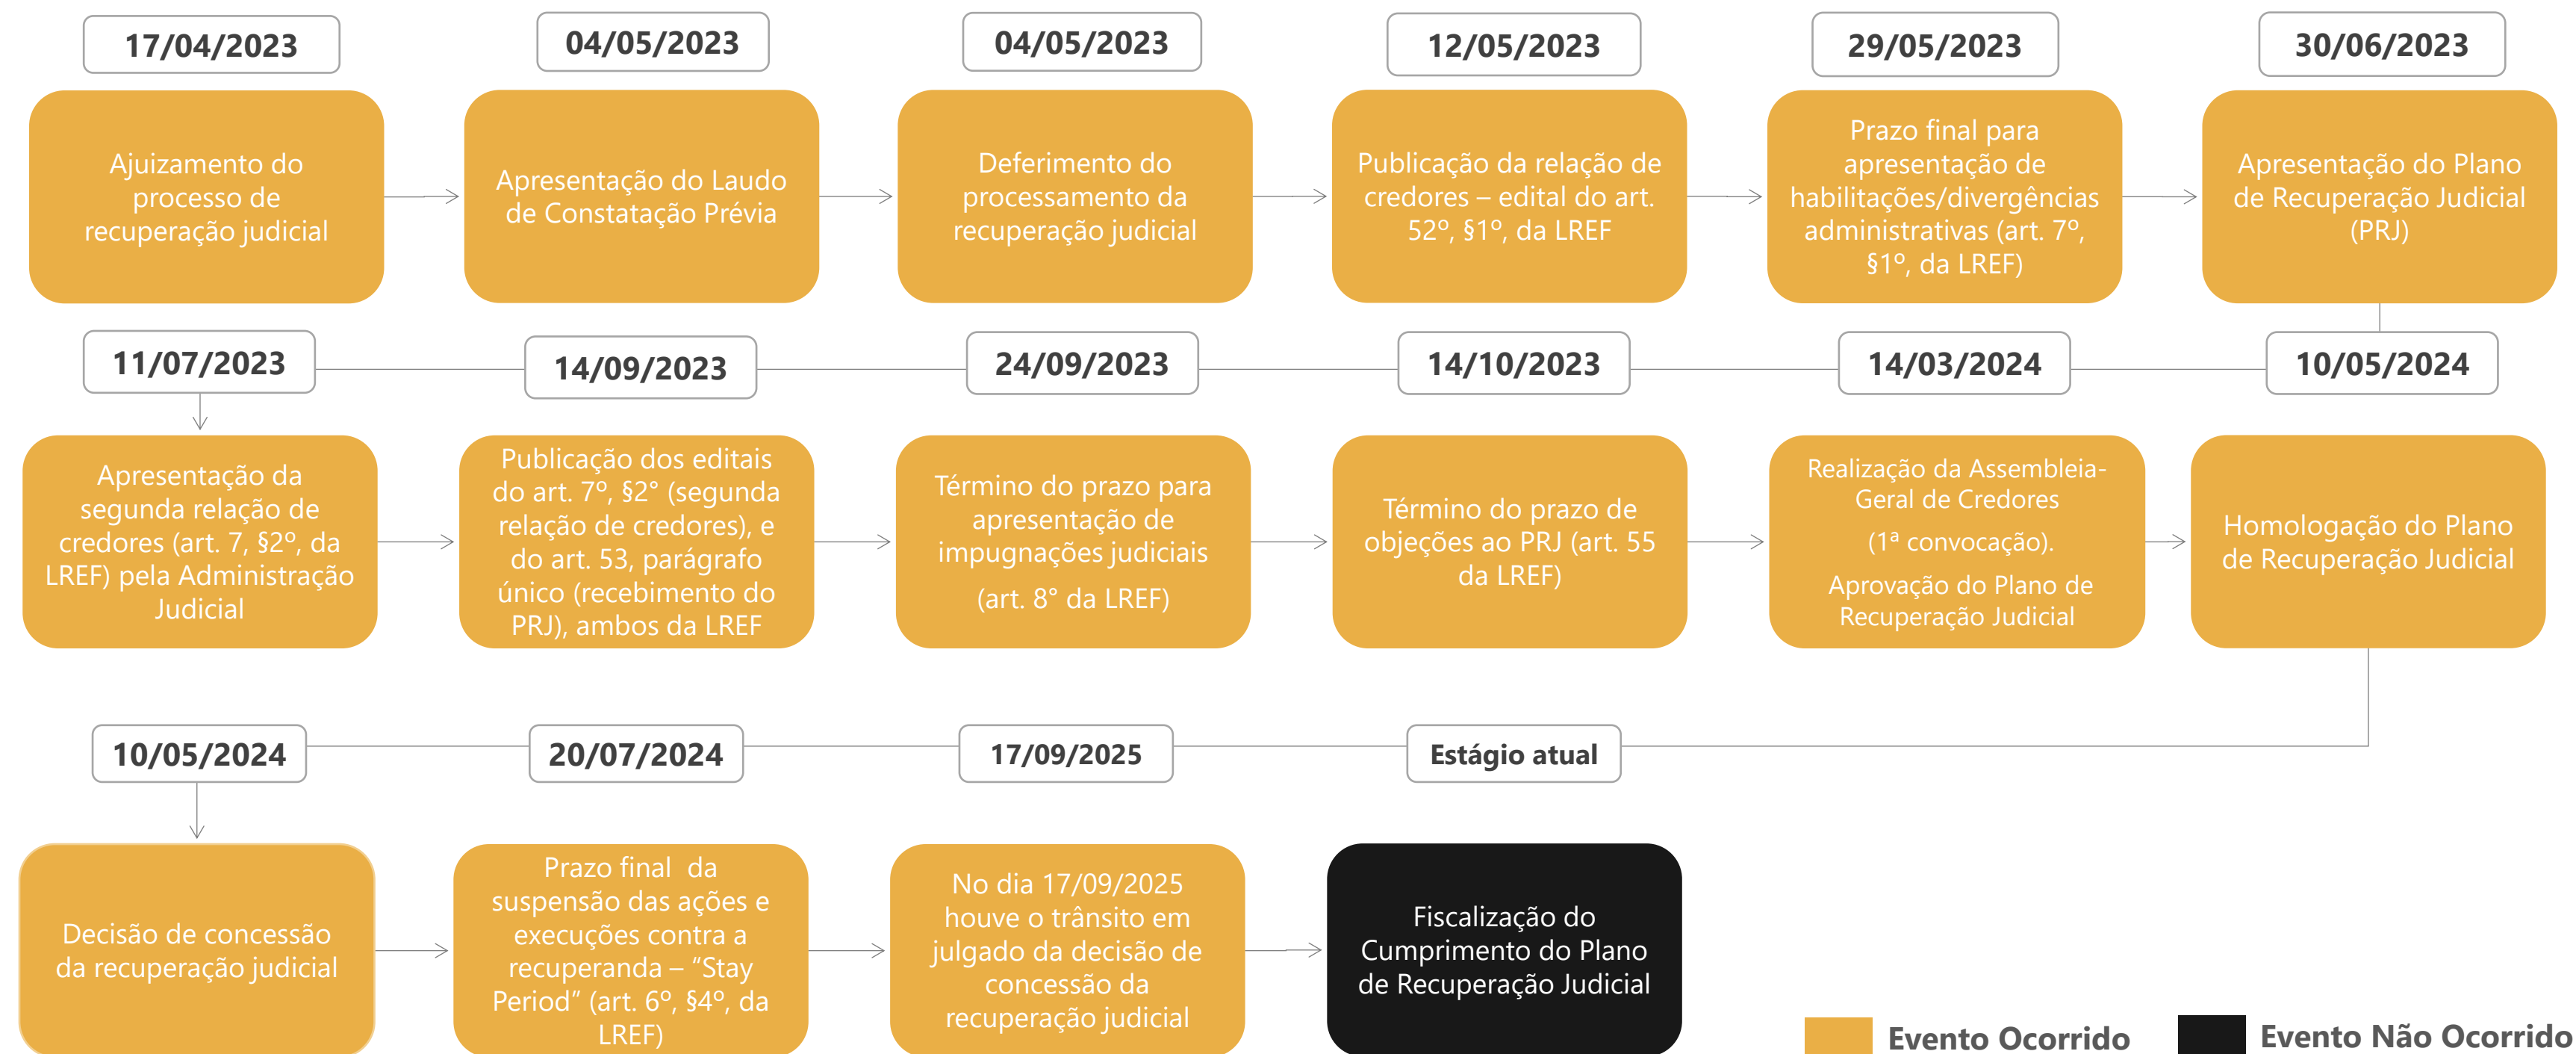 17/04/2023
04/05/2023
04/05/2023
12/05/2023
29/05/2023
30/06/2023
Ajuizamento do
processo de
recuperação judicial
Apresentação do Laudo
de Constatação Prévia
Deferimento do
processamento da
recuperação judicial
Publicação da relação de
credores – edital do art.
52º, §1º, da LREF
Prazo final para
apresentação de
habilitações/divergências
administrativas (art. 7º,
§1º, da LREF)
Apresentação do Plano
de Recuperação Judicial
(PRJ)
11/07/2023
14/09/2023
24/09/2023
14/10/2023
14/03/2024
10/05/2024
Apresentação da
segunda relação de
credores (art. 7, §2º, da
LREF) pela Administração
Judicial
Publicação dos editais
do art. 7º, §2° (segunda
relação de credores), e
do art. 53, parágrafo
único (recebimento do
PRJ), ambos da LREF
Término do prazo para
apresentação de
impugnações judiciais
(art. 8° da LREF)
Término do prazo de
objeções ao PRJ (art. 55
da LREF)
Realização da Assembleia-
Geral de Credores
(1ª convocação).
Aprovação do Plano de
Recuperação Judicial
Homologação do Plano
de Recuperação Judicial
10/05/2024
20/07/2024
17/09/2025
Estágio atual
Decisão de concessão
da recuperação judicial
Prazo final da
suspensão das ações e
execuções contra a
recuperanda – “Stay
Period” (art. 6º, §4º, da
LREF)
No dia 17/09/2025
houve o trânsito em
julgado da decisão de
concessão da
recuperação judicial
Fiscalização do
Cumprimento do Plano
de Recuperação Judicial
Evento Ocorrido
Evento Não Ocorrido